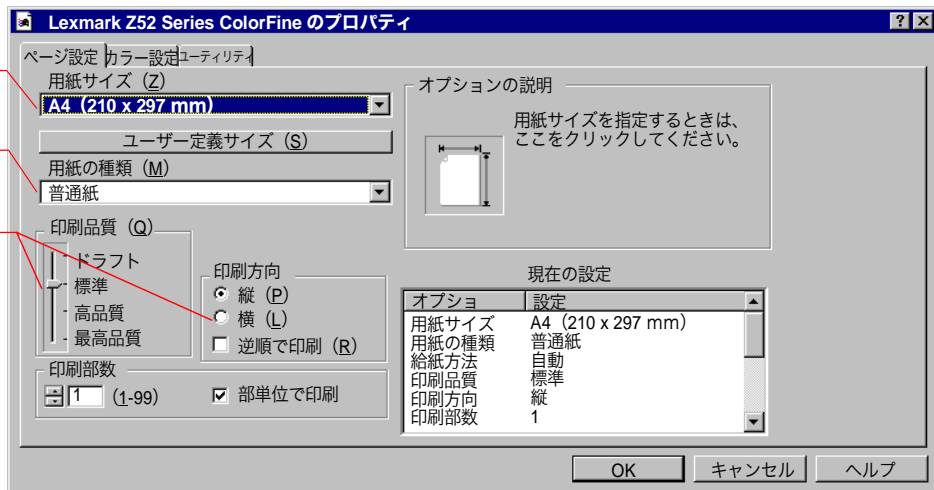 Lexmark Z52 Series ColorFine のプロパティ
ページ設定 カラー設定 ユーティリティ
用紙サイズ (Z)
A4 (210 x 297 mm)
ユーザー定義サイズ (S)
用紙の種類 (M)
普通紙
印刷品質 (Q)
ドラフト
標準
高品質
最高品質
印刷方向
縦 (P)
横 (L)
逆順で印刷 (R)
印刷部数
1 (1-99)
部単位で印刷
オプションの説明
用紙サイズを指定するときは、
ここをクリックしてください。
現在の設定
オプショ 設定
用紙サイズ A4 (210 x 297 mm)
用紙の種類 普通紙
給紙方法 自動
印刷品質 標準
印刷方向 縦
印刷部数 1
OK キャンセル ヘルプ